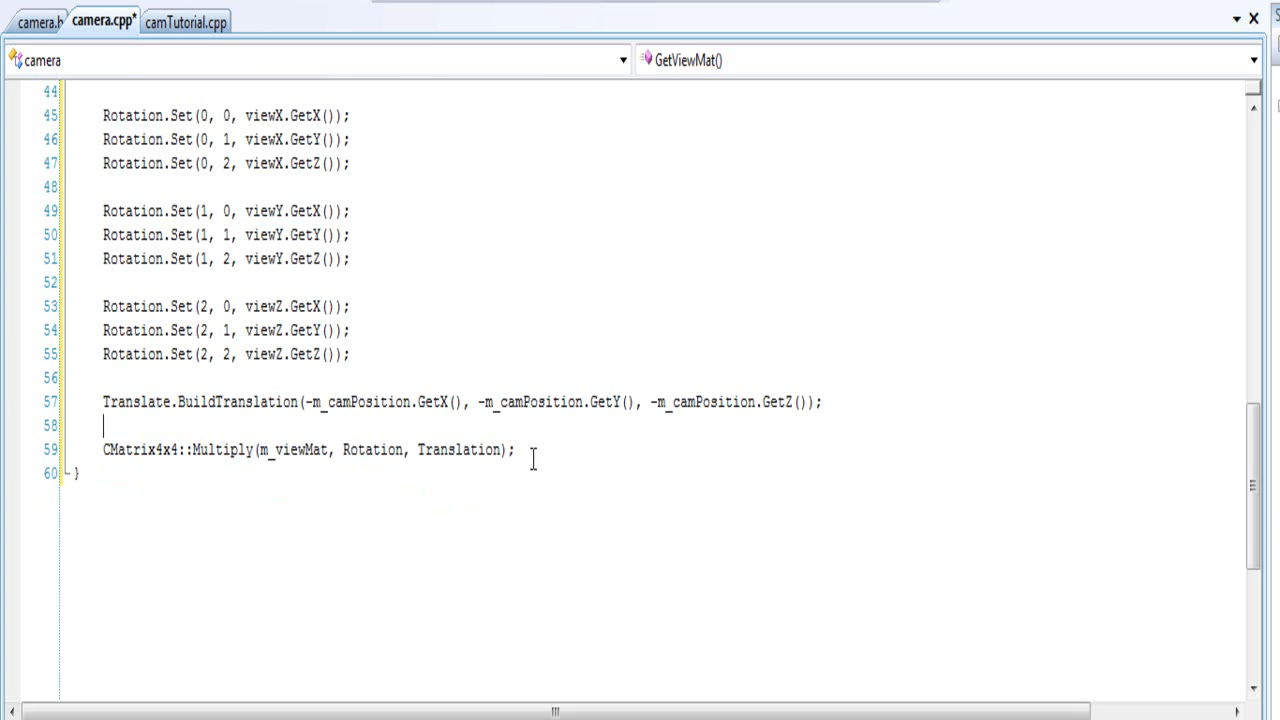 camera.h
camera.cpp* camTutorial.cpp
camera GetViewMat()
44
45 Rotation.Set(0, 0, viewX.GetX());
46 Rotation.Set(0, 1, viewX.GetY());
47 Rotation.Set(0, 2, viewX.GetZ());
48
49 Rotation.Set(1, 0, viewY.GetX());
50 Rotation.Set(1, 1, viewY.GetY());
51 Rotation.Set(1, 2, viewY.GetZ());
52
53 Rotation.Set(2, 0, viewZ.GetX());
54 Rotation.Set(2, 1, viewZ.GetY());
55 Rotation.Set(2, 2, viewZ.GetZ());
56
57 Translate.BuildTranslation(-m_camPosition.GetX(), -m_camPosition.GetY(), -m_camPosition.GetZ());
58
59 CMatrix4x4::Multiply(m_viewMat, Rotation, Translation);
60 }